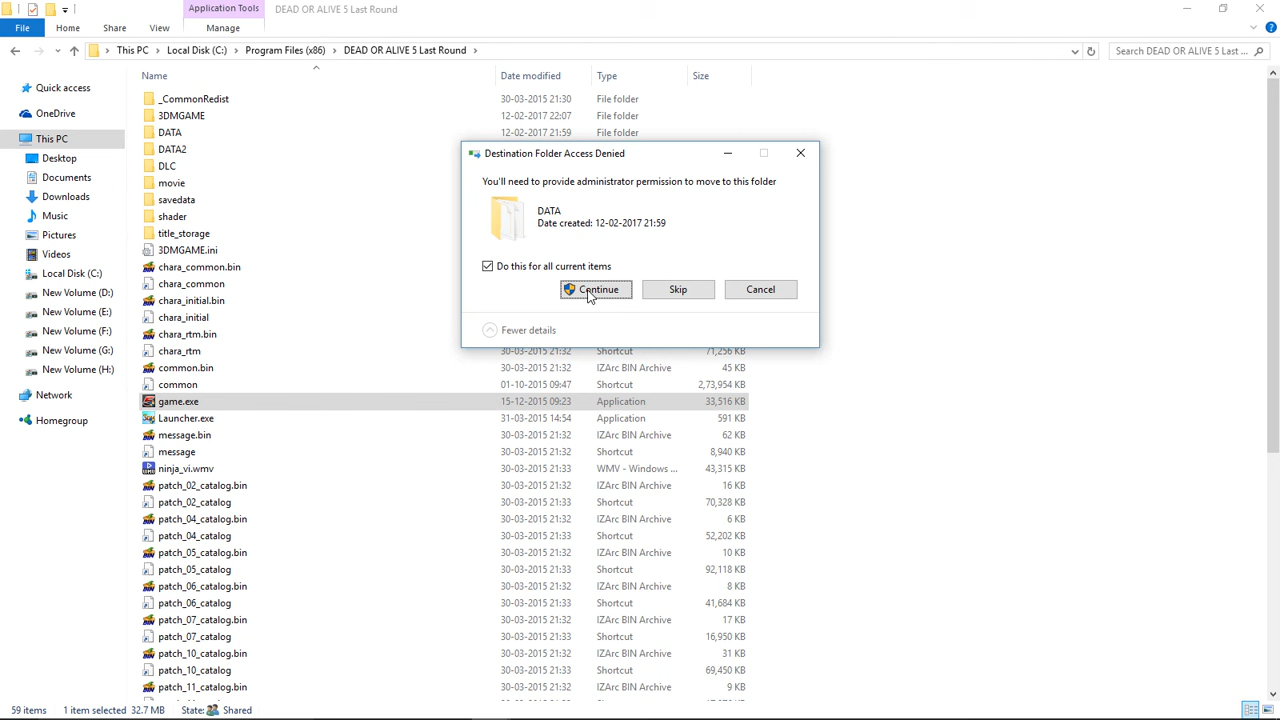 Application Tools DEAD OR ALIVE 5 Last Round
File Home Share View Manage
This PC Local Disk (C:) Program Files (x86) DEAD OR ALIVE 5 Last Round Search DEAD OR ALIVE 5 Last ...
Quick access
OneDrive
This PC
Desktop
Documents
Downloads
Music
Pictures
Videos
Local Disk (C:)
New Volume (D:)
New Volume (E:)
New Volume (F:)
New Volume (G:)
New Volume (H:)
Network
Homegroup
Name Date modified Type Size
_CommonRedist 30-03-2015 21:30 File folder
3DMGAME 12-02-2017 22:07 File folder
DATA 12-02-2017 21:59 File folder
DATA2
DLC
movie
savedata
shader
title_storage
3DMGAME.ini
chara_common.bin
chara_common
chara_initial.bin
chara_initial
chara_rtm.bin
chara_rtm 30-03-2015 21:32 Shortcut 71,256 KB
common.bin 30-03-2015 21:32 IZArc BIN Archive 45 KB
common 01-10-2015 09:47 Shortcut 2,73,954 KB
game.exe 15-12-2015 09:23 Application 33,516 KB
Launcher.exe 31-03-2015 14:54 Application 591 KB
message.bin 30-03-2015 21:32 IZArc BIN Archive 62 KB
message 30-03-2015 21:32 Shortcut 8,940 KB
ninja_vi.wmv 30-03-2015 21:33 WMV - Windows ... 43,315 KB
patch_02_catalog.bin 30-03-2015 21:32 IZArc BIN Archive 16 KB
patch_02_catalog 30-03-2015 21:33 Shortcut 70,328 KB
patch_04_catalog.bin 30-03-2015 21:32 IZArc BIN Archive 6 KB
patch_04_catalog 30-03-2015 21:33 Shortcut 52,202 KB
patch_05_catalog.bin 30-03-2015 21:32 IZArc BIN Archive 10 KB
patch_05_catalog 30-03-2015 21:33 Shortcut 92,118 KB
patch_06_catalog.bin 30-03-2015 21:32 IZArc BIN Archive 8 KB
patch_06_catalog 30-03-2015 21:33 Shortcut 41,684 KB
patch_07_catalog.bin 30-03-2015 21:32 IZArc BIN Archive 17 KB
patch_07_catalog 30-03-2015 21:33 Shortcut 16,950 KB
patch_10_catalog.bin 30-03-2015 21:32 IZArc BIN Archive 31 KB
patch_10_catalog 30-03-2015 21:33 Shortcut 69,450 KB
patch_11_catalog.bin 30-03-2015 21:32 IZArc BIN Archive 9 KB
Destination Folder Access Denied
You'll need to provide administrator permission to move to this folder
DATA
Date created: 12-02-2017 21:59
Do this for all current items
Continue Skip Cancel
Fewer details
59 items 1 item selected 32.7 MB State: Shared